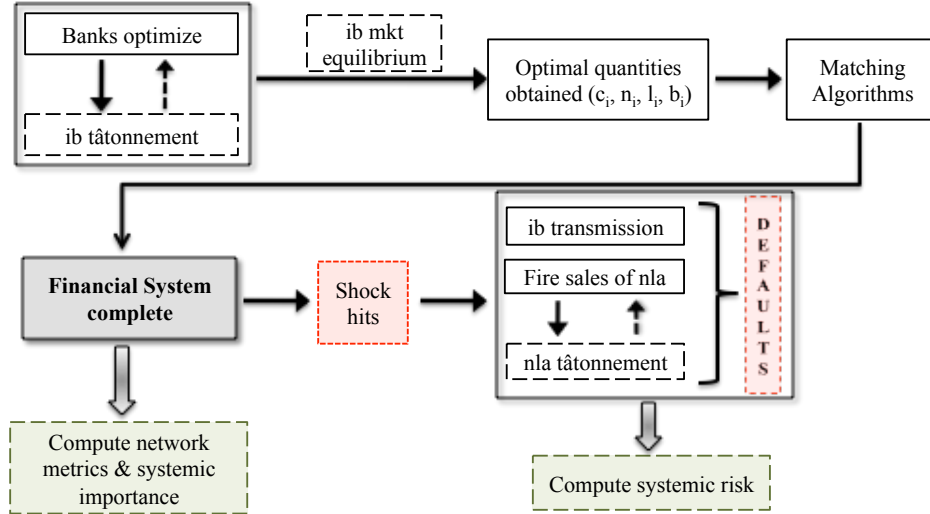 Banks optimize
ib tâtonnement
ib mkt
equilibrium
Optimal quantities
obtained (cᵢ, nᵢ, lᵢ, bᵢ)
Matching
Algorithms
Financial System
complete
Shock
hits
ib transmission
Fire sales of nla
nla tâtonnement
DEFAULTS
Compute network
metrics & systemic
importance
Compute systemic risk